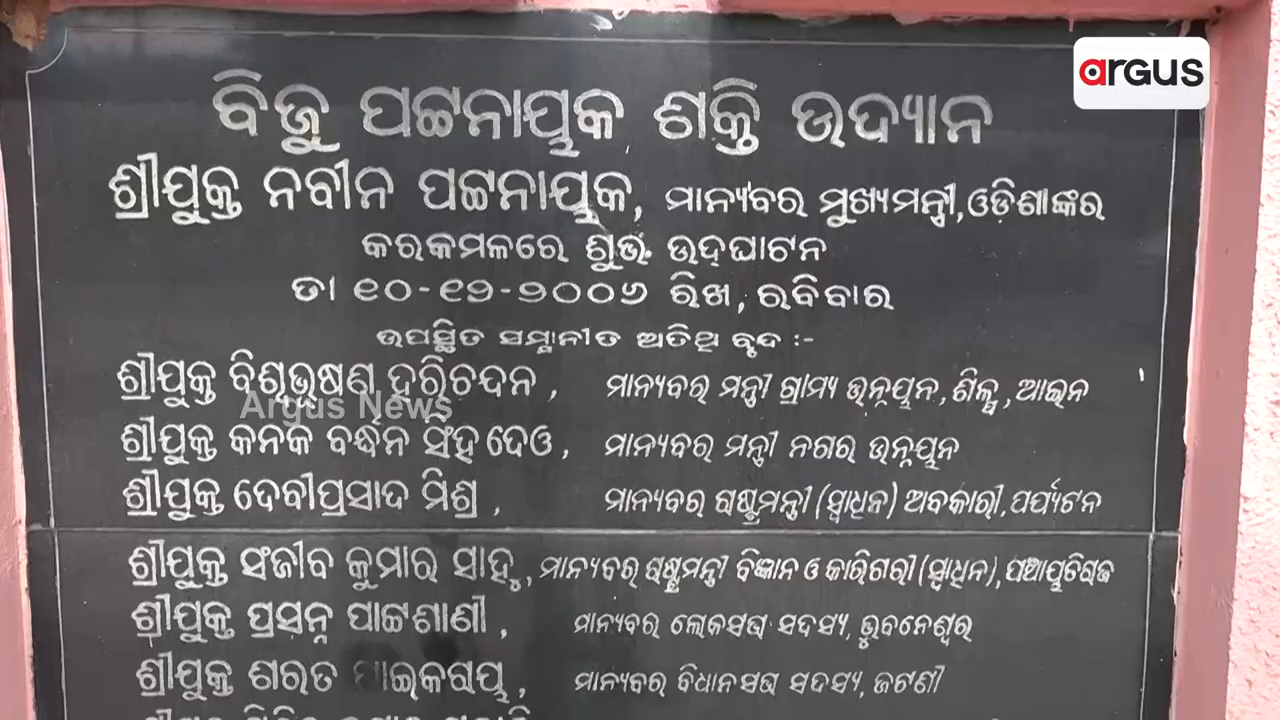 argus
ବିଜୁ ପଟ୍ଟନାୟକ ଶକ୍ତି ଉଦ୍ୟାନ
ଶ୍ରୀଯୁକ୍ତ ନବୀନ ପଟ୍ଟନାୟକ, ମାନ୍ୟବର ମୁଖ୍ୟମନ୍ତ୍ରୀ, ଓଡ଼ିଶାଙ୍କର
କରକମଳରେ ଶୁଭ ଉଦ୍‌ଘାଟନ
ତା ୧୦-୧୨-୨୦୦୬ ରିଖ, ରବିବାର
ଉପସ୍ଥିତ ସମ୍ମାନୀତ ଅତିଥି ବୃନ୍ଦ :-
ଶ୍ରୀଯୁକ୍ତ ବିଶ୍ୱଭୂଷଣ ହରିଚନ୍ଦନ, ମାନ୍ୟବର ମନ୍ତ୍ରୀ ଗ୍ରାମ୍ୟ ଉନ୍ନୟନ, ଶିଳ୍ପ, ଆଇନ
Argus News
ଶ୍ରୀଯୁକ୍ତ କନକ ବର୍ଦ୍ଧନ ସିଂହ ଦେଓ, ମାନ୍ୟବର ମନ୍ତ୍ରୀ ନଗର ଉନ୍ନୟନ
ଶ୍ରୀଯୁକ୍ତ ଦେବୀପ୍ରସାଦ ମିଶ୍ର, ମାନ୍ୟବର ରାଷ୍ଟ୍ରମନ୍ତ୍ରୀ (ସ୍ୱାଧିନ) ଅବକାରୀ, ପର୍ଯ୍ୟଟନ
ଶ୍ରୀଯୁକ୍ତ ସଂଜୀବ କୁମାର ସାହୁ, ମାନ୍ୟବର ରାଷ୍ଟ୍ରମନ୍ତ୍ରୀ ବିଜ୍ଞାନ ଓ କାରିଗରୀ (ସ୍ୱାଧିନ), ପଞ୍ଚାୟତିରାଜ
ଶ୍ରୀଯୁକ୍ତ ପ୍ରସନ୍ନ ପାଟ୍ଟଶାଣୀ, ମାନ୍ୟବର ଲୋକସଭା ସଦସ୍ୟ, ଭୁବନେଶ୍ୱର
ଶ୍ରୀଯୁକ୍ତ ଶରତ ପାଇକରାୟ, ମାନ୍ୟବର ବିଧାନସଭା ସଦସ୍ୟ, ଜଟଣୀ